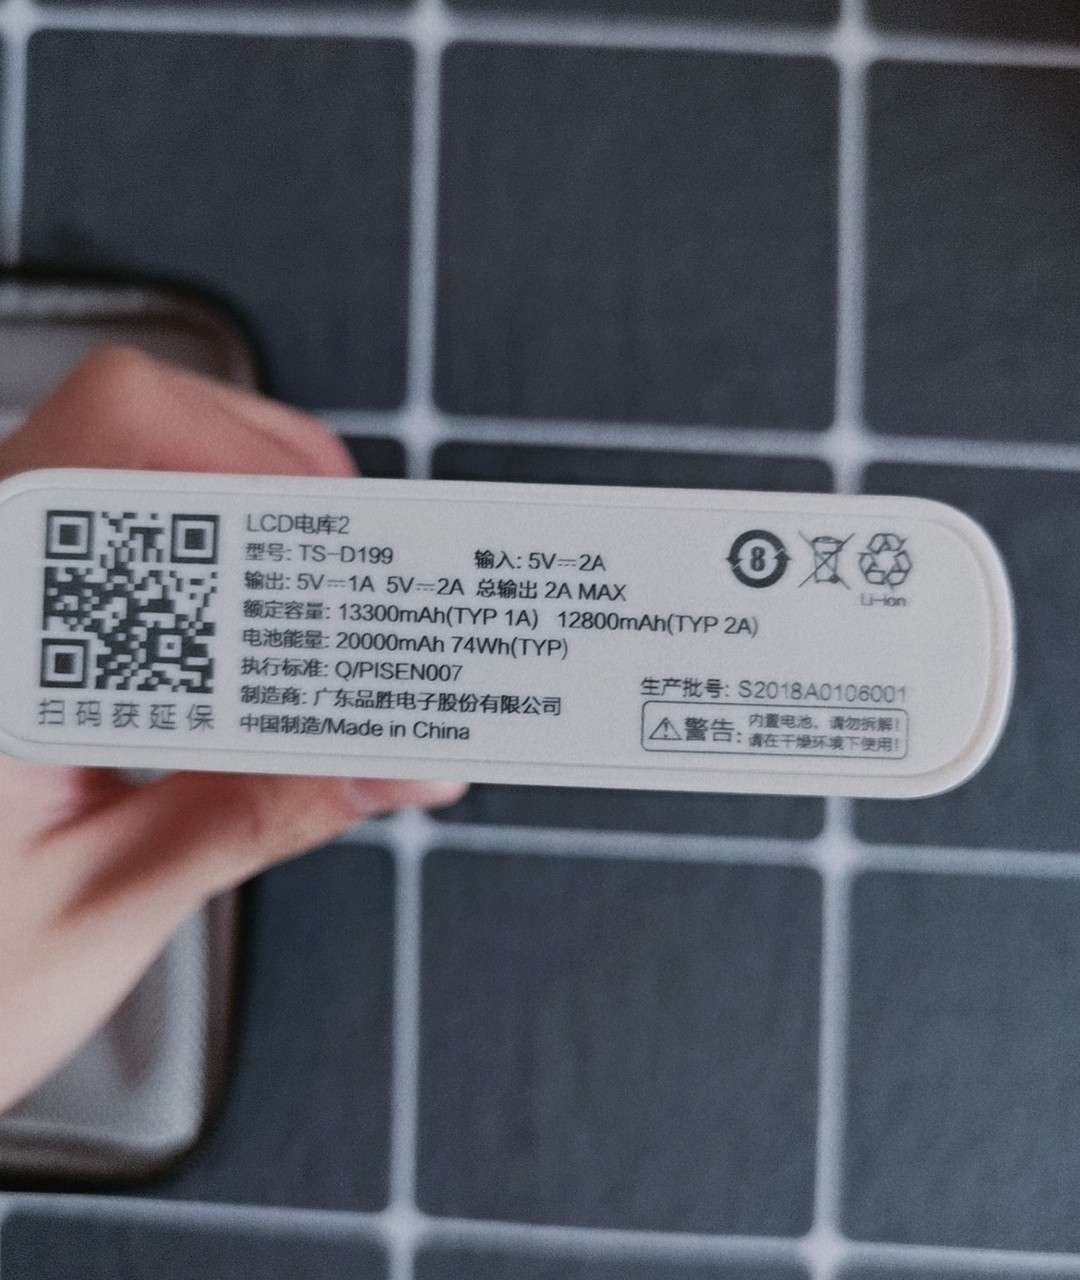 LCD电库2
型号: TS-D199 输入: 5V⎓2A
输出: 5V⎓1A 5V⎓2A 总输出 2A MAX
额定容量: 13300mAh(TYP 1A) 12800mAh(TYP 2A)
电池能量: 20000mAh 74Wh(TYP)
执行标准: Q/PISEN007
制造商: 广东品胜电子股份有限公司
中国制造/Made in China
扫码获延保
8
Li-ion
生产批号: S2018A0106001
警告: 内置电池、请勿拆解!
请在干燥环境下使用!